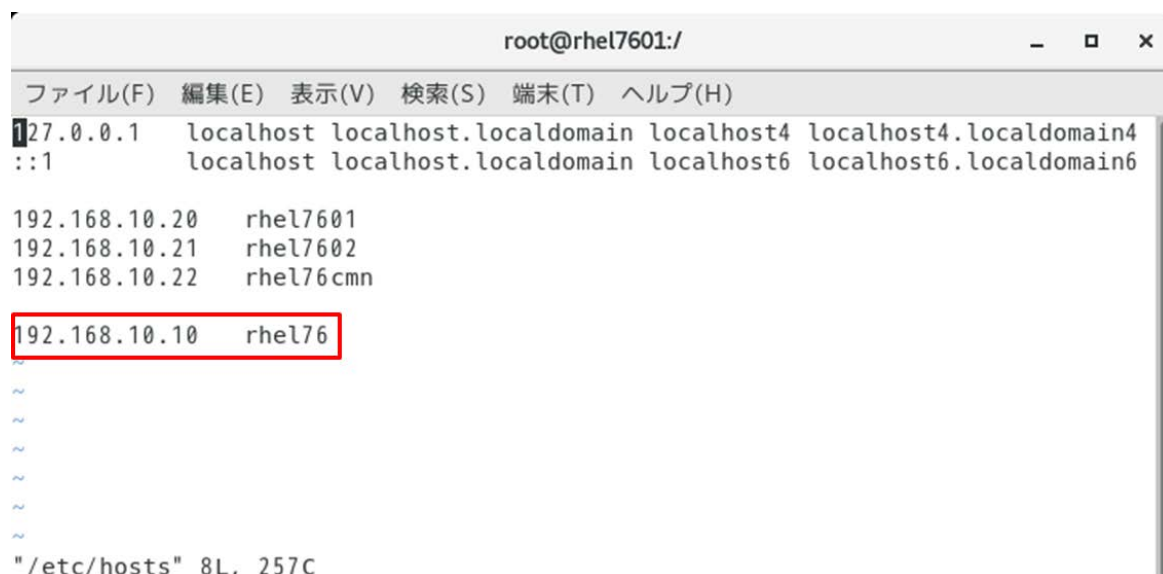 root@rhel7601:/
ファイル(F) 編集(E) 表示(V) 検索(S) 端末(T) ヘルプ(H)
127.0.0.1 localhost localhost.localdomain localhost4 localhost4.localdomain4
::1 localhost localhost.localdomain localhost6 localhost6.localdomain6
192.168.10.20 rhel7601
192.168.10.21 rhel7602
192.168.10.22 rhel76cmn
192.168.10.10 rhel76
~
~
~
~
~
~
~
"/etc/hosts" 8L, 257C